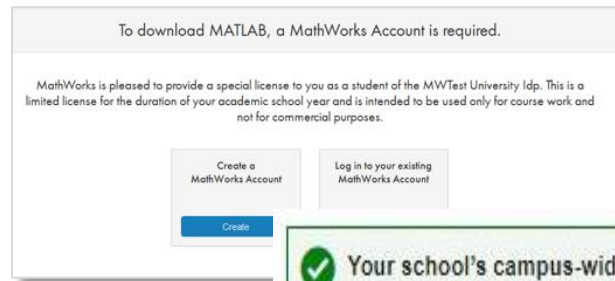 To download MATLAB, a MathWorks Account is required.
MathWorks is pleased to provide a special license to you as a student of the MWTest University Idp. This is a
limited license for the duration of your academic school year and is intended to be used only for course work and
not for commercial purposes.
Create a
MathWorks Account
Create
Log in to your existing
MathWorks Account
Your school's campus-wid